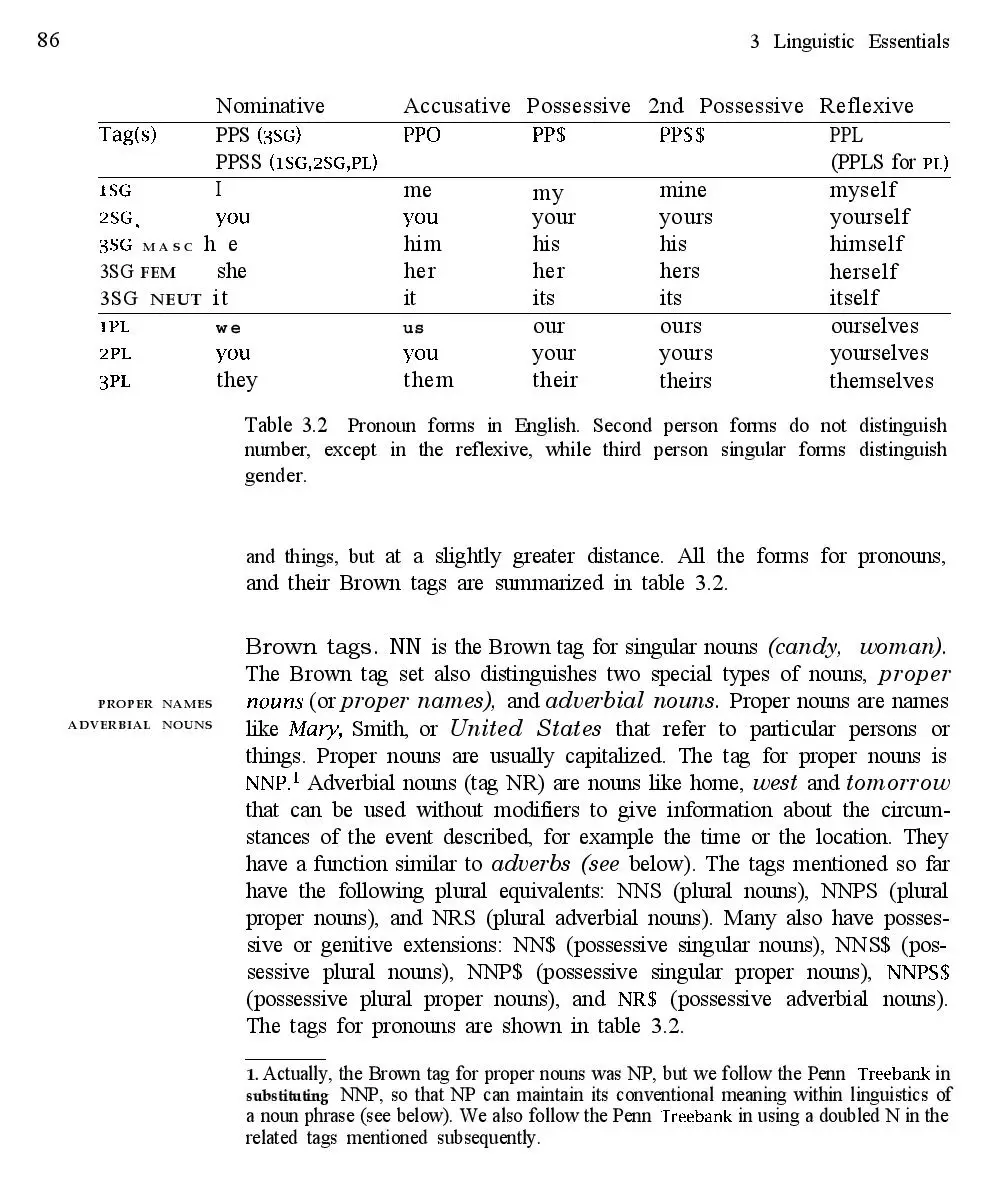 86
3 Linguistic Essentials
Nominative Accusative Possessive 2nd Possessive Reflexive
Tag(s) PPS (3SG) PPO PP$ PP$$ PPL
PPSS (1SG,2SG,PL) (PPLS for PL)
1SG I me my mine myself
2SG you you your yours yourself
3SG MASC he him his his himself
3SG FEM she her her hers herself
3SG NEUT it it its its itself
1PL we us our ours ourselves
2PL you you your yours yourselves
3PL they them their theirs themselves
Table 3.2 Pronoun forms in English. Second person forms do not distinguish
number, except in the reflexive, while third person singular forms distinguish
gender.
and things, but at a slightly greater distance. All the forms for pronouns,
and their Brown tags are summarized in table 3.2.
Brown tags. NN is the Brown tag for singular nouns (candy, woman).
The Brown tag set also distinguishes two special types of nouns, proper
PROPER NAMES nouns (or proper names), and adverbial nouns. Proper nouns are names
ADVERBIAL NOUNS like Mary, Smith, or United States that refer to particular persons or
things. Proper nouns are usually capitalized. The tag for proper nouns is
NNP.1 Adverbial nouns (tag NR) are nouns like home, west and tomorrow
that can be used without modifiers to give information about the circum-
stances of the event described, for example the time or the location. They
have a function similar to adverbs (see below). The tags mentioned so far
have the following plural equivalents: NNS (plural nouns), NNPS (plural
proper nouns), and NRS (plural adverbial nouns). Many also have posses-
sive or genitive extensions: NN$ (possessive singular nouns), NNS$ (pos-
sessive plural nouns), NNP$ (possessive singular proper nouns), NNPS$
(possessive plural proper nouns), and NR$ (possessive adverbial nouns).
The tags for pronouns are shown in table 3.2.
1. Actually, the Brown tag for proper nouns was NP, but we follow the Penn Treebank in
substituting NNP, so that NP can maintain its conventional meaning within linguistics of
a noun phrase (see below). We also follow the Penn Treebank in using a doubled N in the
related tags mentioned subsequently.